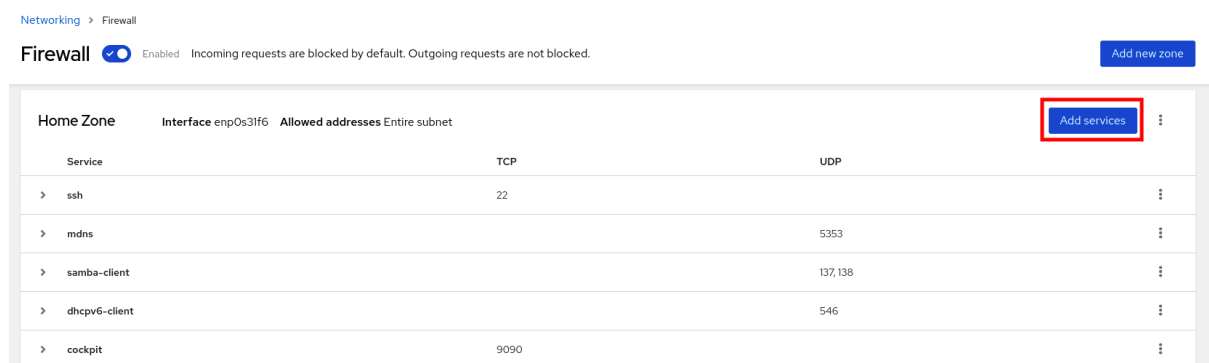 Networking > Firewall
Firewall Enabled Incoming requests are blocked by default. Outgoing requests are not blocked. Add new zone
Home Zone Interface enp0s31f6 Allowed addresses Entire subnet Add services
Service TCP UDP
ssh 22
mdns 5353
samba-client 137, 138
dhcpv6-client 546
cockpit 9090